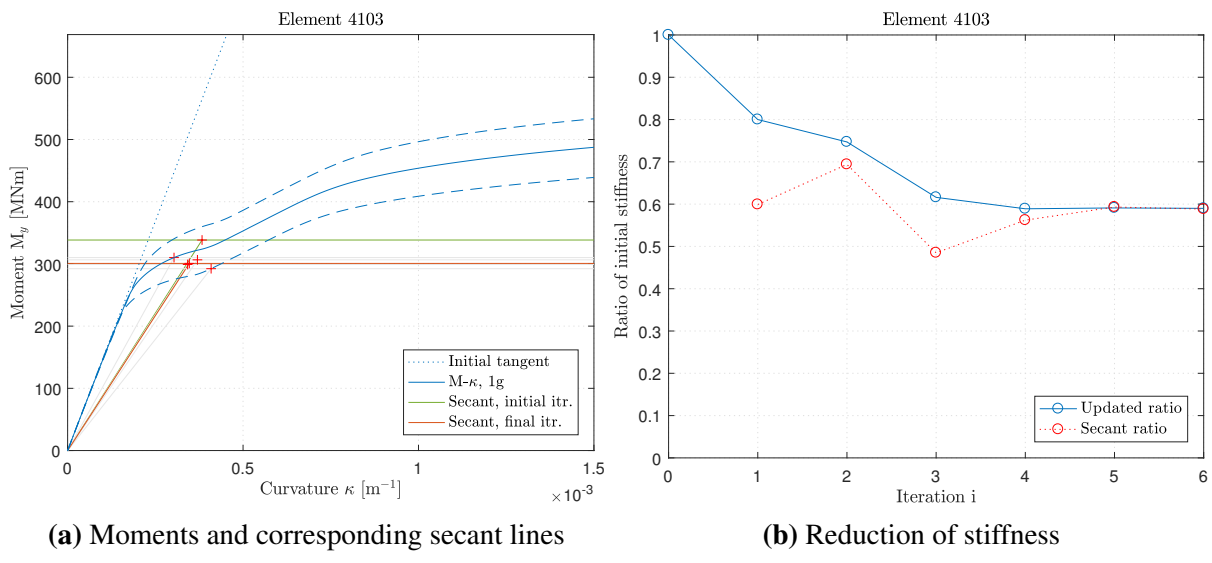 Element 4103
Moment M_y [MNm]
600
500
400
300
200
100
0
0
0.5
1
1.5
×10⁻³
Curvature κ [m⁻¹]
Initial tangent
M-κ, 1g
Secant, initial itr.
Secant, final itr.
(a) Moments and corresponding secant lines
Element 4103
Ratio of initial stiffness
1
0.9
0.8
0.7
0.6
0.5
0.4
0.3
0.2
0.1
0
0
1
2
3
4
5
6
Iteration i
Updated ratio
Secant ratio
(b) Reduction of stiffness